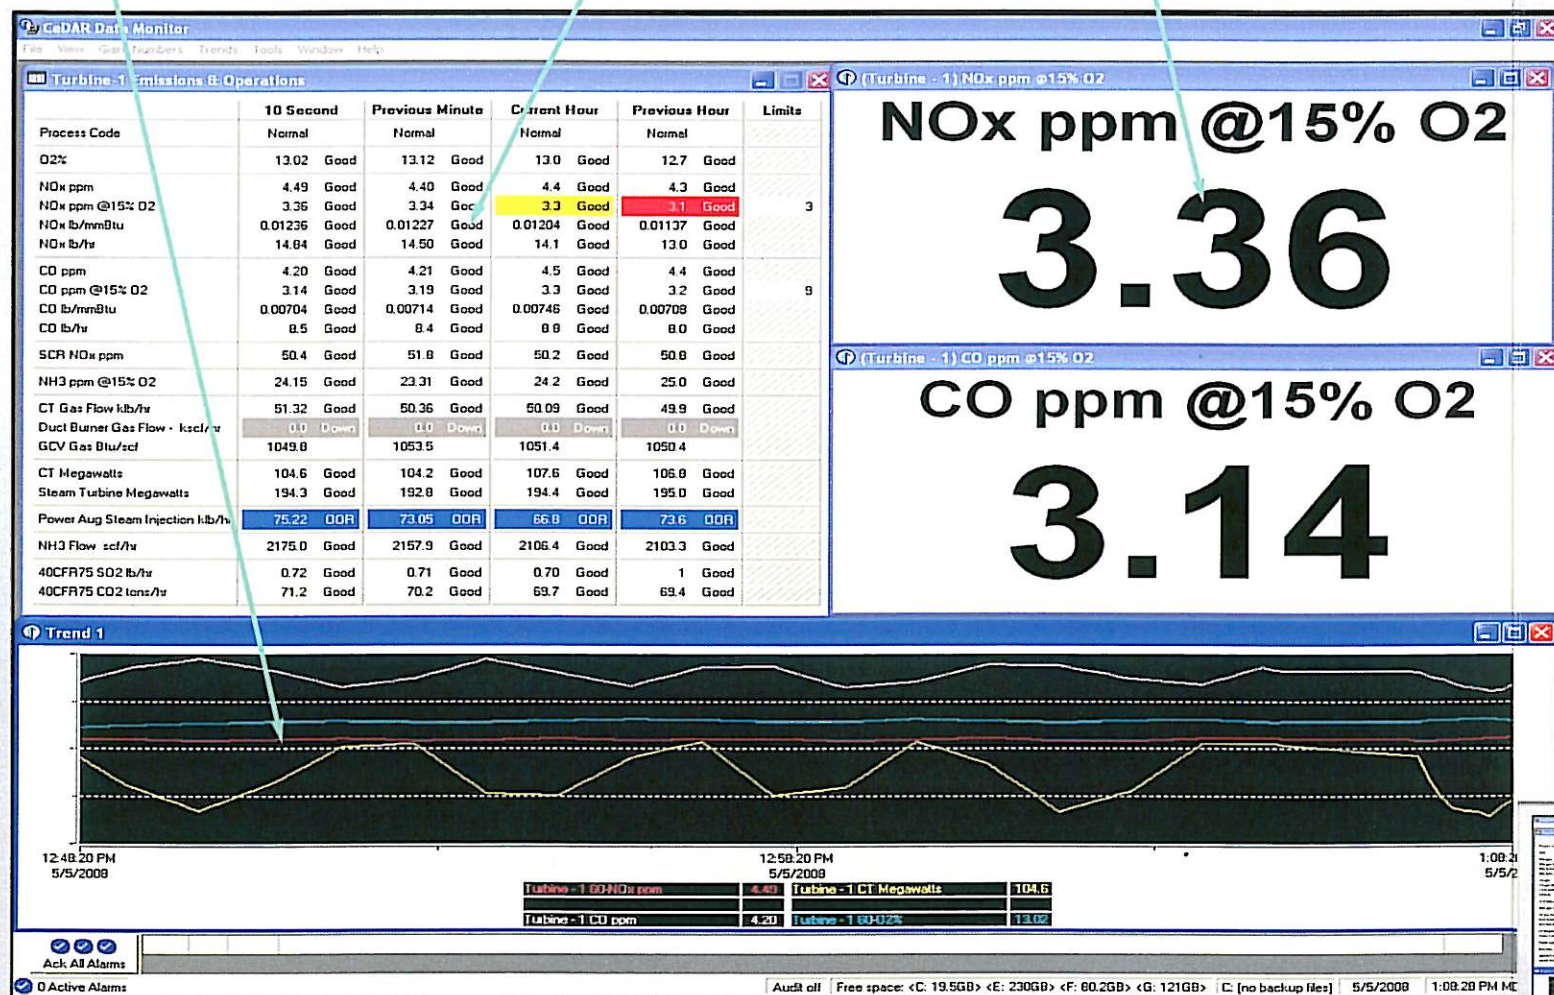 CeDAR Data Monitor
File View Giant Numbers Trends Tools Window Help
Turbine-1 Emissions & Operations
10 Second Previous Minute Current Hour Previous Hour Limits
Process Code Normal Normal Normal Normal
O2% 13.02 Good 13.12 Good 13.0 Good 12.7 Good
NOx ppm 4.49 Good 4.40 Good 4.4 Good 4.3 Good
NOx ppm @15% O2 3.36 Good 3.34 Good 3.3 Good 3.1 Good 3
NOx lb/mmBtu 0.01236 Good 0.01227 Good 0.01204 Good 0.01137 Good
NOx lb/hr 14.84 Good 14.50 Good 14.1 Good 13.0 Good
CO ppm 4.20 Good 4.21 Good 4.5 Good 4.4 Good
CO ppm @15% O2 3.14 Good 3.19 Good 3.3 Good 3.2 Good 9
CO lb/mmBtu 0.00704 Good 0.00714 Good 0.00746 Good 0.00708 Good
CO lb/hr 8.5 Good 8.4 Good 8.8 Good 8.0 Good
SCR NOx ppm 50.4 Good 51.8 Good 50.2 Good 50.8 Good
NH3 ppm @15% O2 24.15 Good 23.31 Good 24.2 Good 25.0 Good
CT Gas Flow klb/hr 51.32 Good 50.36 Good 50.09 Good 49.9 Good
Duct Burner Gas Flow - kscf/hr 0.0 Down 0.0 Down 0.0 Down 0.0 Down
GCV Gas Btu/scf 1049.8 1053.5 1051.4 1050.4
CT Megawatts 104.6 Good 104.2 Good 107.6 Good 106.8 Good
Steam Turbine Megawatts 194.3 Good 192.8 Good 194.4 Good 195.0 Good
Power Aug Steam Injection klb/hr 75.22 OOR 73.05 OOR 66.8 OOR 73.6 OOR
NH3 Flow scf/hr 2175.0 Good 2157.9 Good 2106.4 Good 2103.3 Good
40CFR75 SO2 lb/hr 0.72 Good 0.71 Good 0.70 Good 1 Good
40CFR75 CO2 tons/hr 71.2 Good 70.2 Good 69.7 Good 69.4 Good
(Turbine - 1) NOx ppm @15% O2
NOx ppm @15% O2
3.36
(Turbine - 1) CO ppm @15% O2
CO ppm @15% O2
3.14
Trend 1
12:48:20 PM 12:58:20 PM 1:08:2
5/5/2008 5/5/2008 5/5/2
Turbine - 1 60-NOx ppm 4.49 Turbine - 1 CT Megawatts 104.6
Turbine - 1 CO ppm 4.20 Turbine - 1 60-O2% 13.02
Ack All Alarms
0 Active Alarms Audit off Free space: <C: 19.5GB> <E: 230GB> <F: 80.2GB> <G: 121GB> C: [no backup files] 5/5/2008 1:08:20 PM